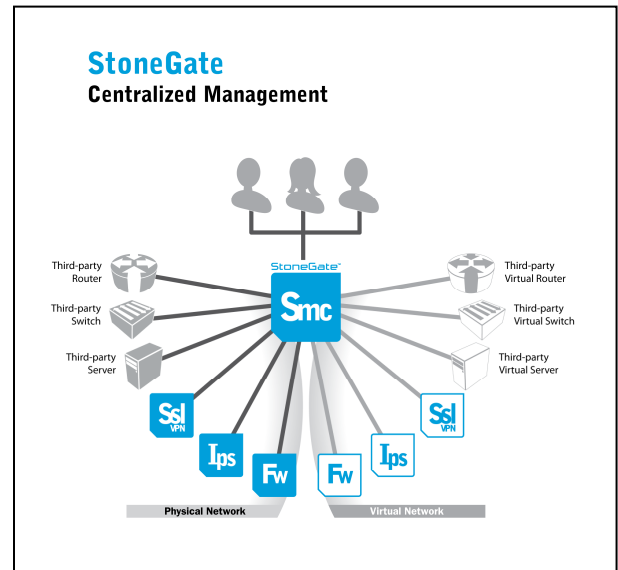 StoneGate
Centralized Management
StoneGate™
Smc
Third-party
Router
Third-party
Switch
Third-party
Server
Third-party
Virtual Router
Third-party
Virtual Switch
Third-party
Virtual Server
Ssl
VPN
Ips
Fw
Fw
Ips
Ssl
VPN
Physical Network
Virtual Network